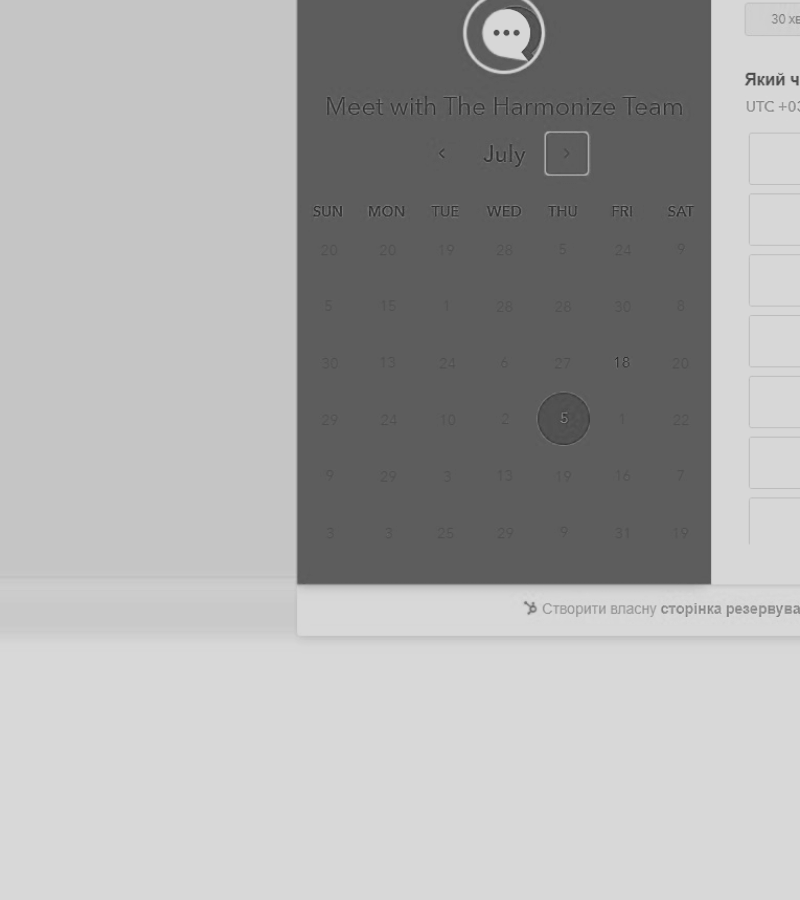 30 хв
Який ч
Meet with The Harmonize Team
UTC +03
July
SUN MON TUE WED THU FRI SAT
20 20 19 28 5 24 9
5 15 1 28 28 30 8
30 13 24 6 27 18 20
29 24 10 2 5 1 22
9 29 3 13 19 16 7
3 3 25 29 9 31 19
Створити власну сторінка резервува